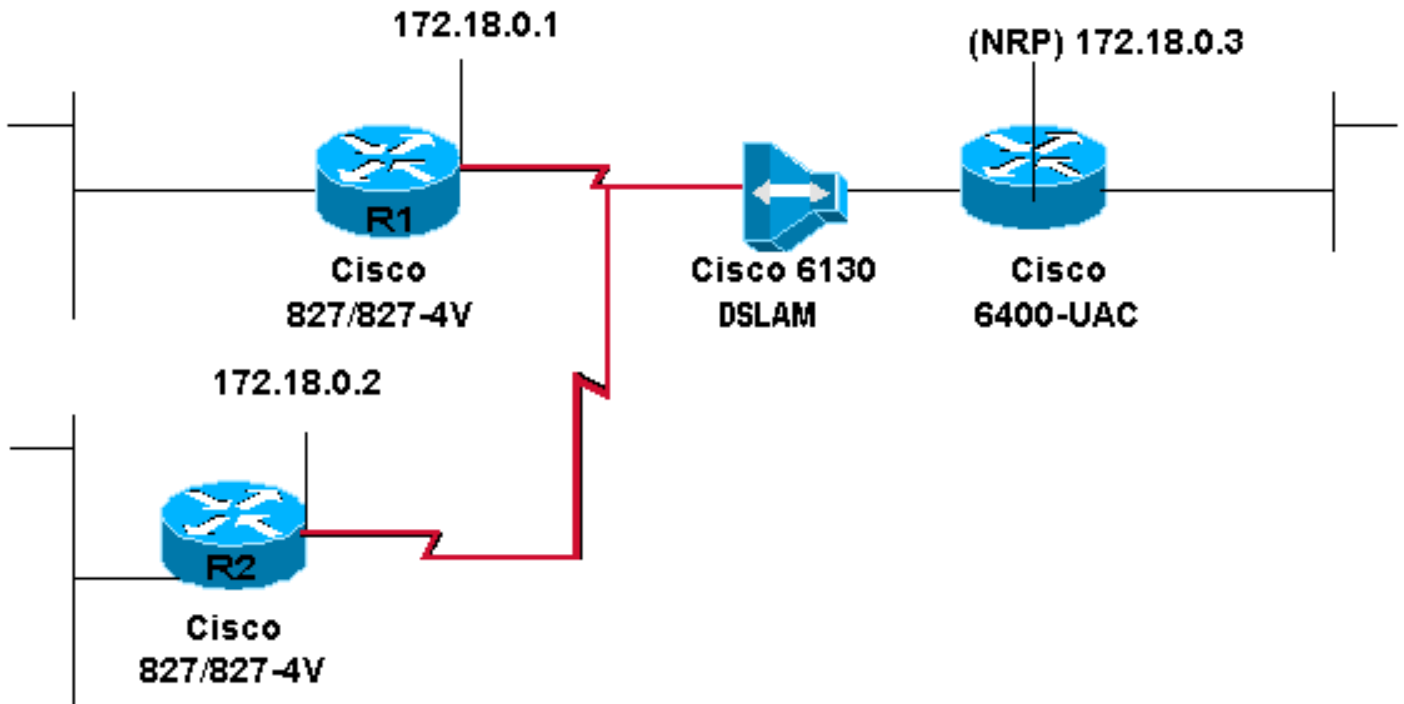 172.18.0.1
(NRP) 172.18.0.3
R1
Cisco
827/827-4V
Cisco 6130
DSLAM
Cisco
6400-UAC
172.18.0.2
R2
Cisco
827/827-4V